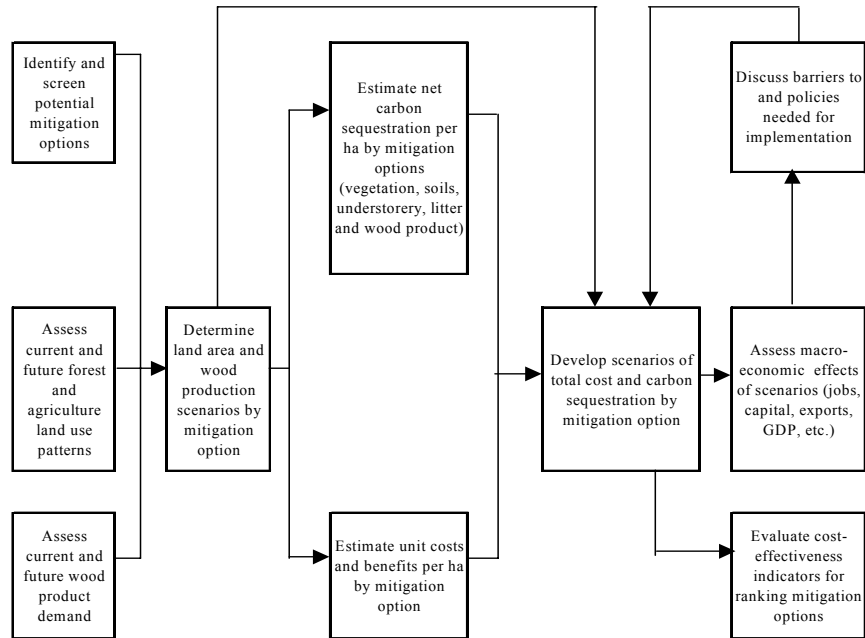 Identify and
screen
potential
mitigation
options
Assess
current and
future forest
and
agriculture
land use
patterns
Assess
current and
future wood
product
demand
Determine
land area and
wood
production
scenarios by
mitigation
option
Estimate net
carbon
sequestration per
ha by mitigation
options
(vegetation, soils,
understorery, litter
and wood product)
Estimate unit costs
and benefits per ha
by mitigation
option
Develop scenarios of
total cost and carbon
sequestration by
mitigation option
Discuss barriers to
and policies
needed for
implementation
Assess macro-
economic effects
of scenarios (jobs,
capital, exports,
GDP, etc.)
Evaluate cost-
effectiveness
indicators for
ranking mitigation
options